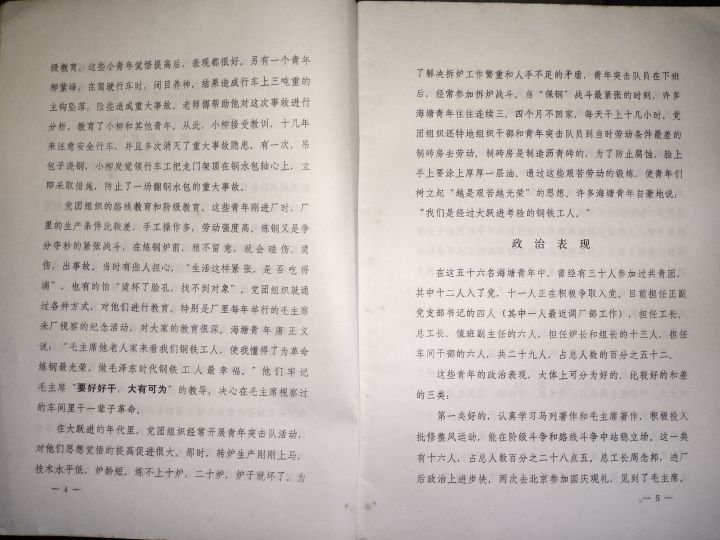 级教育。这些小青年觉悟提高后，表现都很好。另有一个青年
柳紫峰，在驾驶行车时，闭目养神，结果造成行车上三吨重的
主钩坠落，险些造成重大事故。老师傅帮助他对这次事故进行
分析，教育了小柳和其他青年。从此，小柳接受教训，十几年
来注意安全行车，并且多次消灭了重大事故隐患。有一次，吊
包子浇钢，小柳发觉领行车工把龙门架顶在钢水包轴心上，立
即采取措施，防止了一场翻钢水包的重大事故。
党团组织的路线教育和阶级教育。这些青年刚进厂时，厂
里的生产条件比较差，手工操作多，劳动强度高。炼钢又是争
分夺秒的紧张战斗，在炼钢炉前，稍不留意，就会碰伤、烫
伤，出事故。当时有些人担心，“生活这样紧张，是否吃得
消”，也有的怕“烫坏了脸孔，找不到对象”。党团组织就通
过各种方式，对他们进行教育。特别是厂里每年举行的毛主席
来厂视察的纪念活动，对大家的教育很深。海塘青年唐正义
说：“毛主席他老人家来看我们钢铁工人，使我懂得了为革命
炼钢最光荣，做毛泽东时代钢铁工人最幸福。”他们牢记
毛主席“要好好干，大有可为”的教导，决心在毛主席视察过
的车间里干一辈子革命。
在大跃进的年代里，党团组织经常开展青年突击队活动，
对他们思想觉悟的提高促进很大。那时，转炉生产刚刚上马，
技术水平低，炉龄短，炼不上十炉、二十炉，炉子就坏了。为
— 4 —
了解决拆炉工作繁重和人手不足的矛盾，青年突击队员在下班
后，经常参加拆炉战斗。当“保钢”战斗最紧张的时刻，许多
海塘青年往往连续三、四个月不回家，每天干上十几小时。党
团组织还特地组织干部和青年突击队员到当时劳动条件最差的
制砖房去劳动。制砖房是制造沥青砖的，为了防止腐蚀，脸上
手上要涂上厚厚一层油。通过这些艰苦劳动的锻炼，使青年们
树立起“越是艰苦越光荣”的思想。许多海塘青年自豪地说，
“我们是经过大跃进考验的钢铁工人。”
政治表现
在这五十六名海塘青年中，曾经有三十人参加过共青团。
其中十二人入了党，十一人正在积极争取入党。目前担任正副
党支部书记的四人（其中一人最近调厂部工作），担任工长、
总工长、值班副主任的六人，担任炉长和组长的十三人，担任
车间干部的六人，共二十九人，占总人数的百分之五十二。
这些青年的政治表现，大体上可分为好的、比较好的和差
的三类：
第一类好的，认真学习马列著作和毛主席著作，积极投入
批修整风运动，能在阶级斗争和路线斗争中站稳立场。这一类
有十六人，占总人数百分之二十八点五。总工长周念邦，进厂
后政治上进步快，两次去北京参加国庆观礼，见到了毛主席。
— 5 —